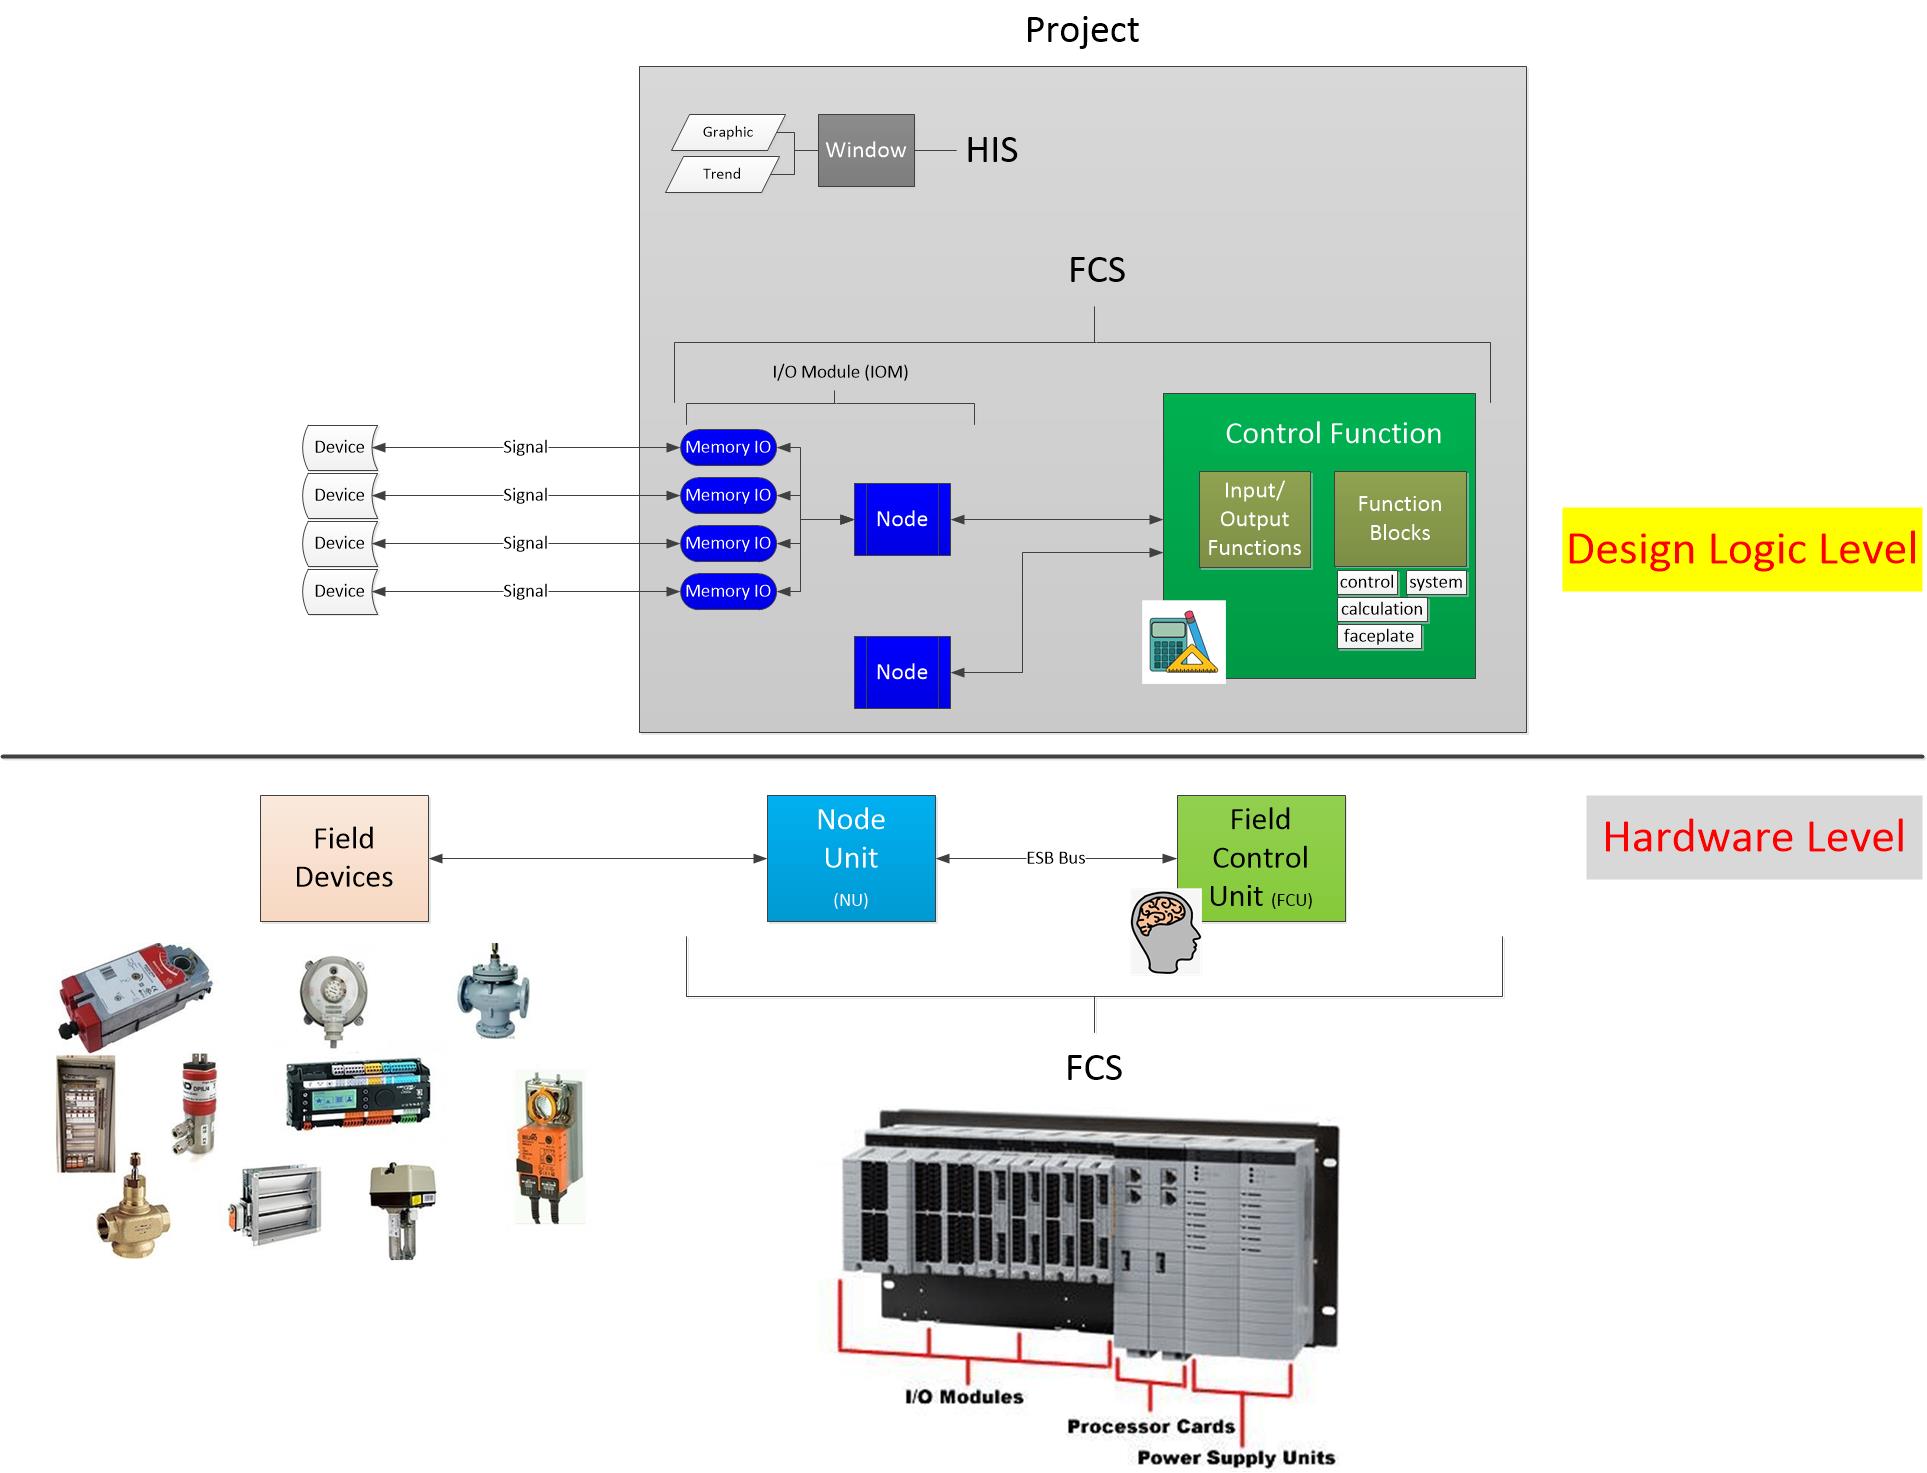 Project
Graphic
Trend
Window
HIS
FCS
I/O Module (IOM)
Device
Signal
Memory IO
Device
Signal
Memory IO
Device
Signal
Memory IO
Device
Signal
Memory IO
Node
Node
Control Function
Input/
Output
Functions
Function
Blocks
control
system
calculation
faceplate
Design Logic Level
Field
Devices
Node
Unit
(NU)
ESB Bus
Field
Control
Unit (FCU)
Hardware Level
FCS
I/O Modules
Processor Cards
Power Supply Units